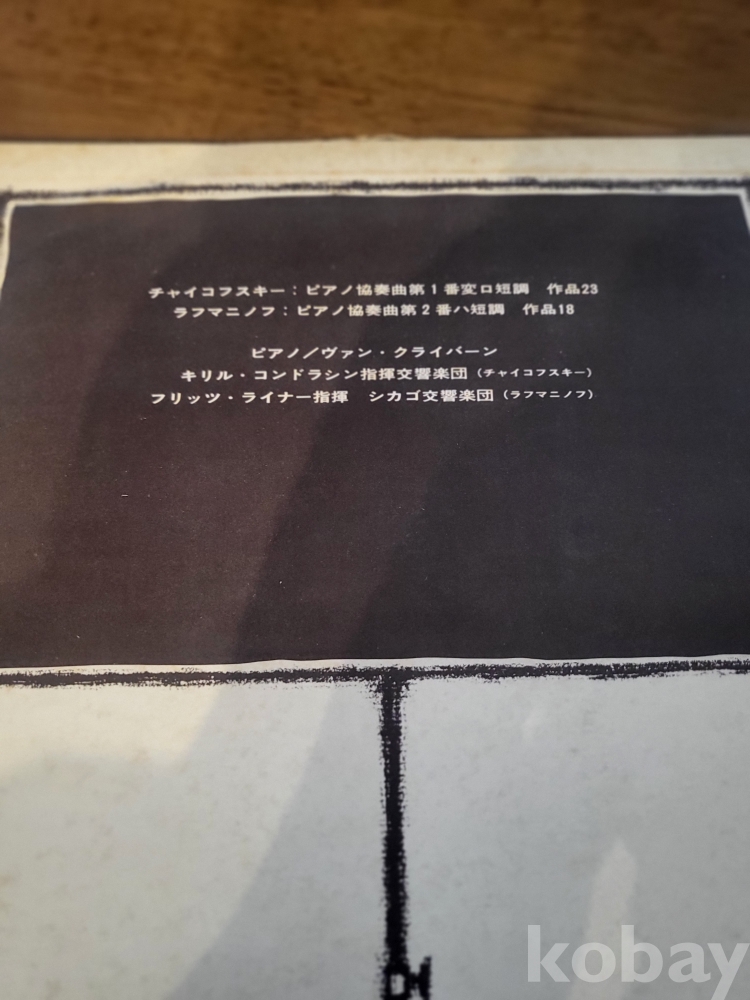 チャイコフスキー：ピアノ協奏曲第1番変ロ短調　作品23
ラフマニノフ：ピアノ協奏曲第2番ハ短調　作品18
ピアノ／ヴァン・クライバーン
キリル・コンドラシン指揮交響楽団（チャイコフスキー）
フリッツ・ライナー指揮　シカゴ交響楽団（ラフマニノフ）
kobay